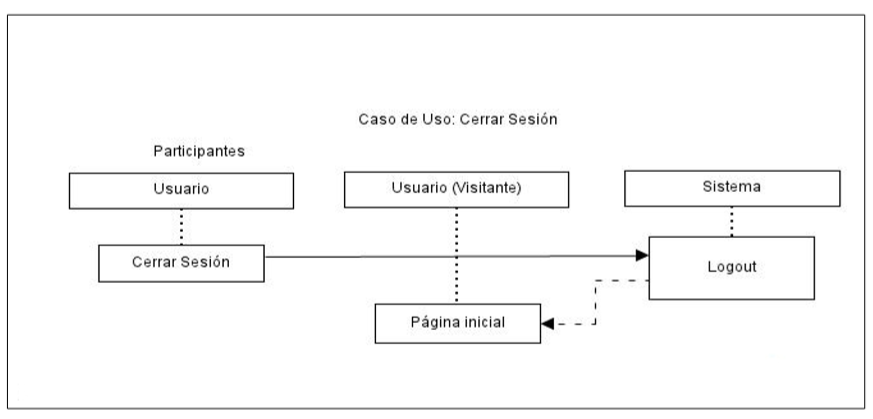 Caso de Uso: Cerrar Sesión
Participantes
Usuario
Usuario (Visitante)
Sistema
Cerrar Sesión
Logout
Página inicial